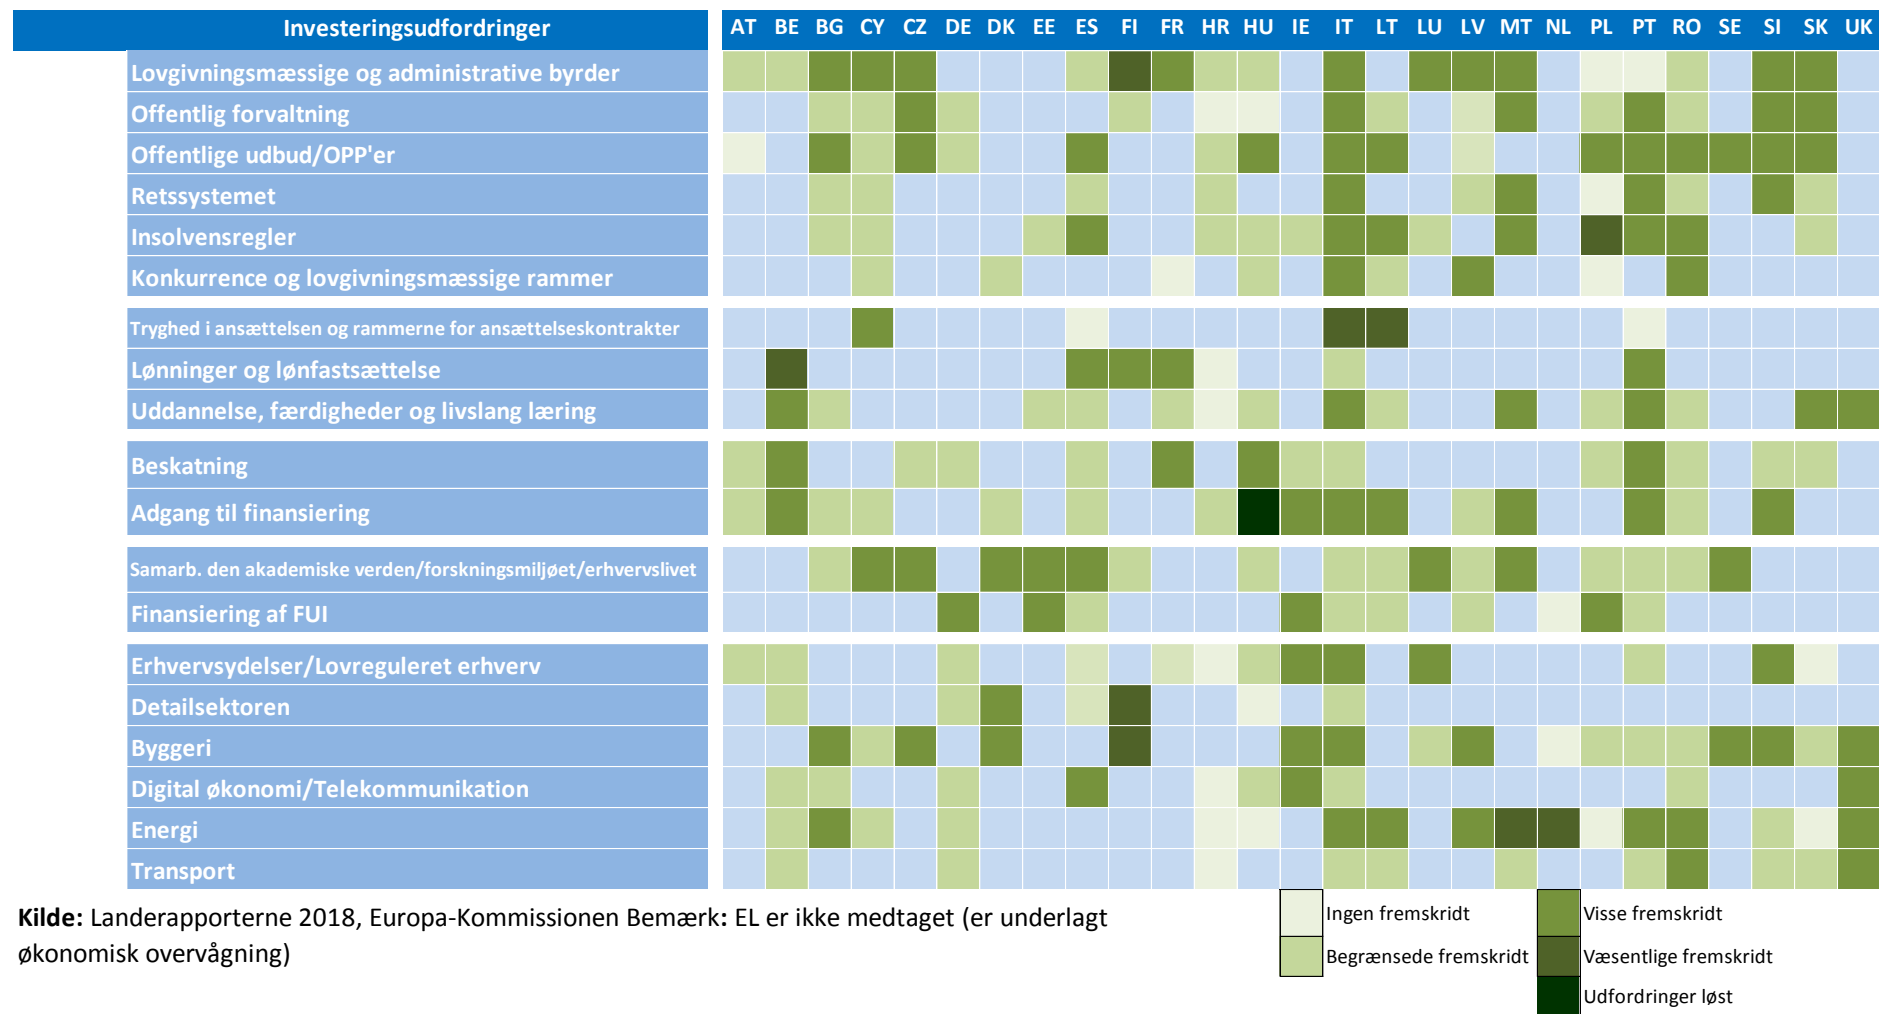 Investeringsudfordringer AT BE BG CY CZ DE DK EE ES FI FR HR HU IE IT LT LU LV MT NL PL PT RO SE SI SK UK
Lovgivningsmæssige og administrative byrder
Offentlig forvaltning
Offentlige udbud/OPP'er
Retssystemet
Insolvensregler
Konkurrence og lovgivningsmæssige rammer
Tryghed i ansættelsen og rammerne for ansættelseskontrakter
Lønninger og lønfastsættelse
Uddannelse, færdigheder og livslang læring
Beskatning
Adgang til finansiering
Samarb. den akademiske verden/forskningsmiljøet/erhvervslivet
Finansiering af FUI
Erhvervsydelser/Lovreguleret erhverv
Detailsektoren
Byggeri
Digital økonomi/Telekommunikation
Energi
Transport
Kilde: Landerapporterne 2018, Europa-Kommissionen Bemærk: EL er ikke medtaget (er underlagt
økonomisk overvågning)
Ingen fremskridt
Begrænsede fremskridt
Visse fremskridt
Væsentlige fremskridt
Udfordringer løst